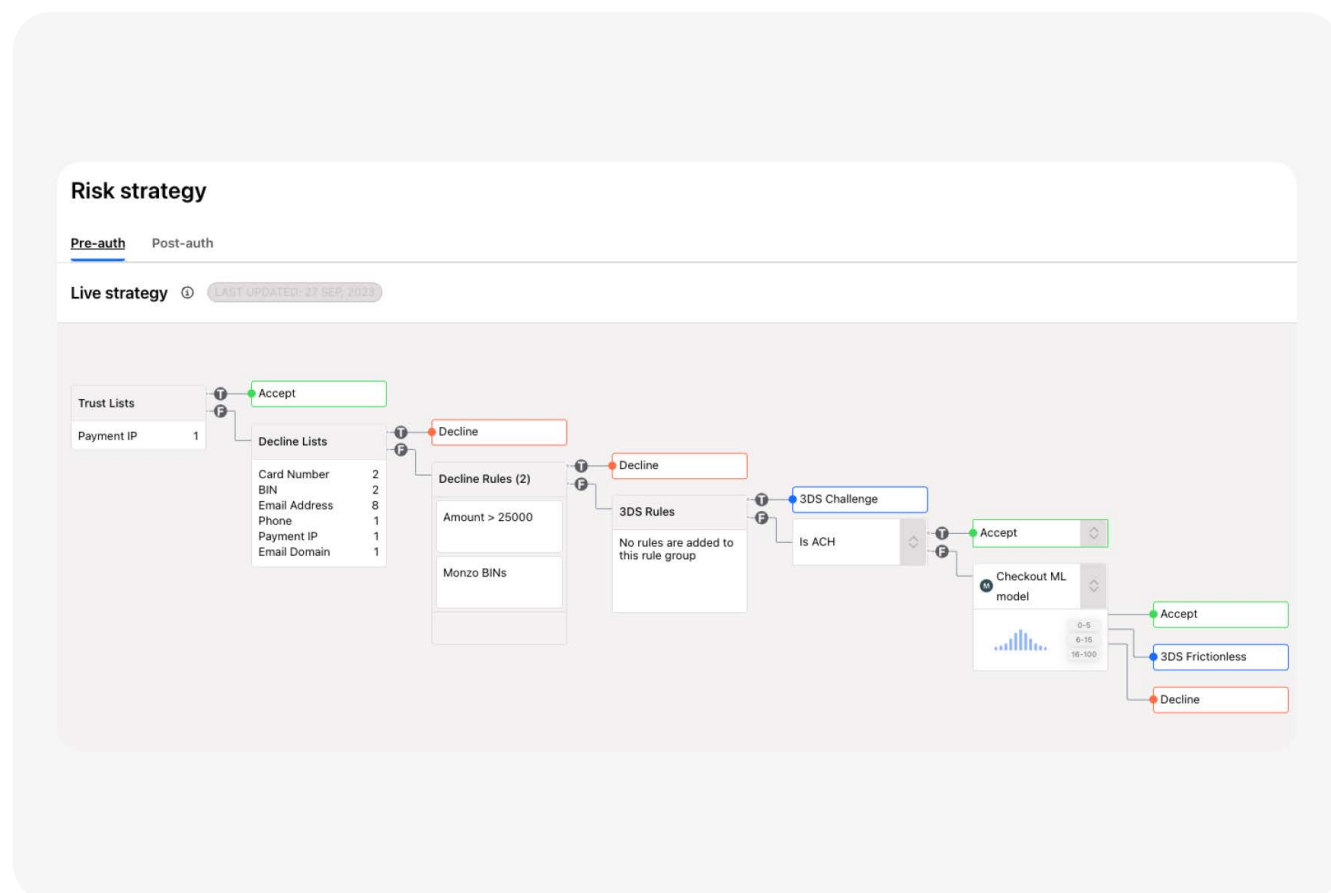 Risk strategy
Pre-auth Post-auth
Live strategy LAST UPDATED: 27 SEP, 2023
Trust Lists
Payment IP 1
T
F
Accept
Decline Lists
Card Number 2
BIN 2
Email Address 8
Phone 1
Payment IP 1
Email Domain 1
T
F
Decline
Decline Rules (2)
Amount > 25000
Monzo BINs
T
F
Decline
3DS Rules
No rules are added to
this rule group
T
F
3DS Challenge
Is ACH
T
F
Accept
M Checkout ML
model
0-5
6-15
16-100
Accept
3DS Frictionless
Decline